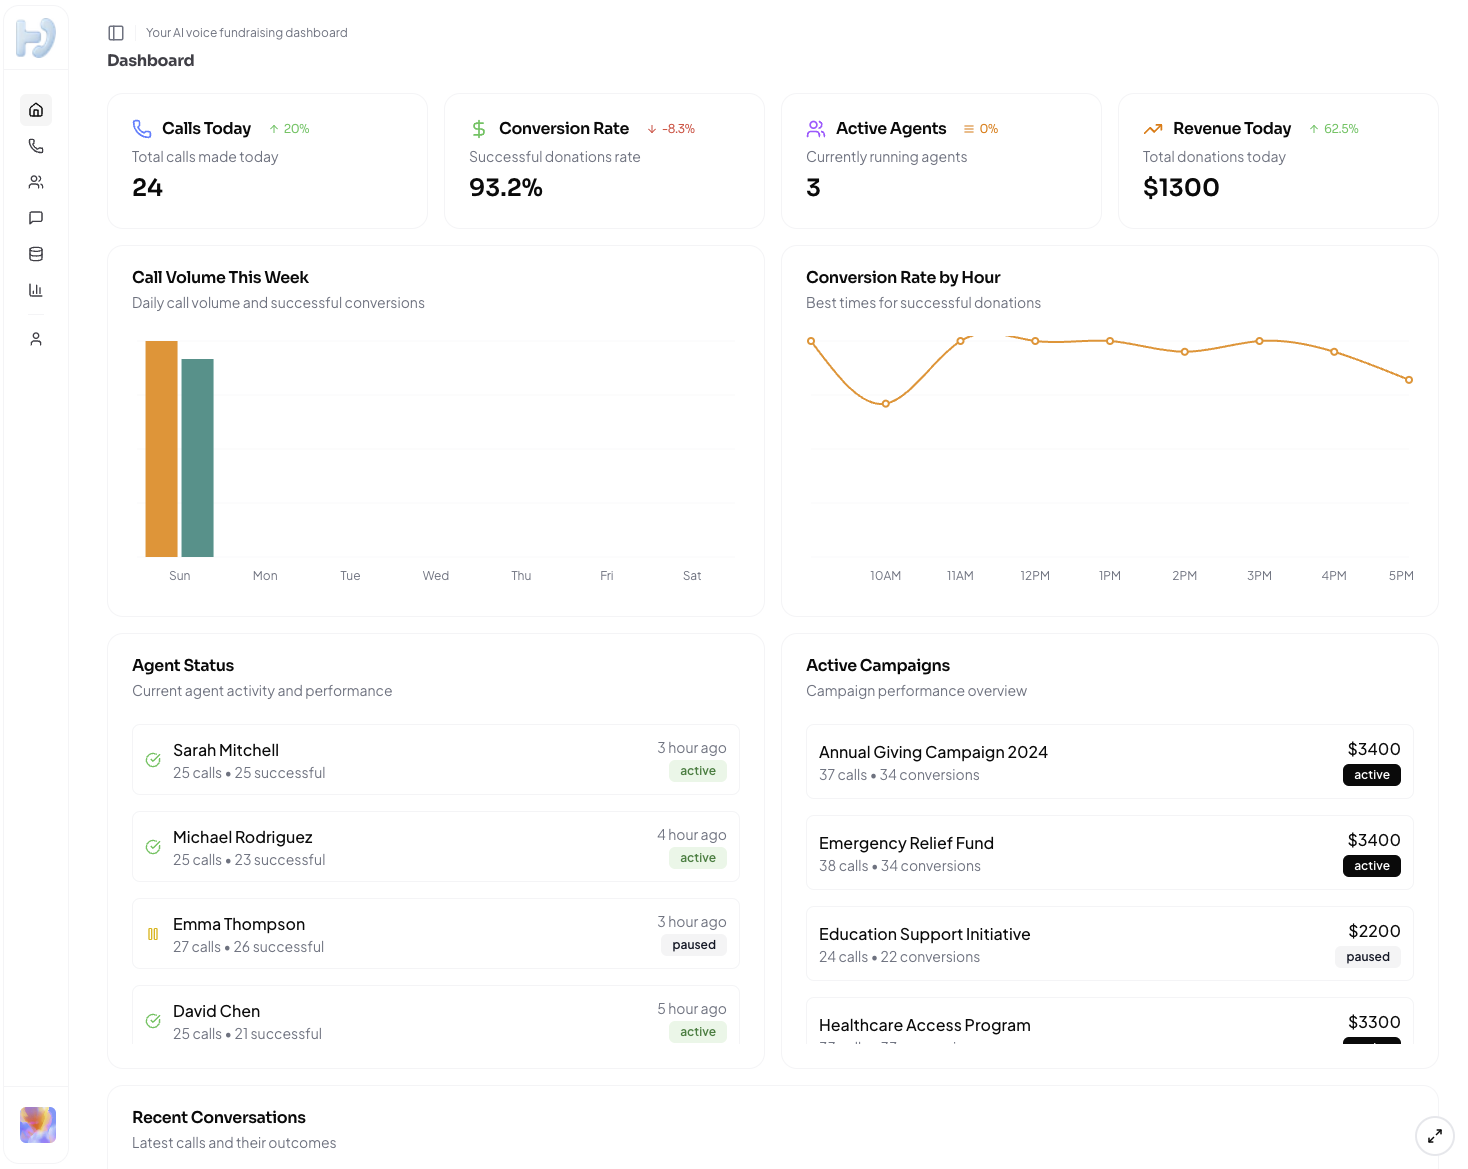 Your AI voice fundraising dashboard
Dashboard
Calls Today 20%
Total calls made today
24
Conversion Rate -8.3%
Successful donations rate
93.2%
Active Agents 0%
Currently running agents
3
Revenue Today 62.5%
Total donations today
$1300
Call Volume This Week
Daily call volume and successful conversions
Sun Mon Tue Wed Thu Fri Sat
Conversion Rate by Hour
Best times for successful donations
10AM 11AM 12PM 1PM 2PM 3PM 4PM 5PM
Agent Status
Current agent activity and performance
Sarah Mitchell 3 hour ago
25 calls • 25 successful active
Michael Rodriguez 4 hour ago
25 calls • 23 successful active
Emma Thompson 3 hour ago
27 calls • 26 successful paused
David Chen 5 hour ago
25 calls • 21 successful active
Active Campaigns
Campaign performance overview
Annual Giving Campaign 2024 $3400
37 calls • 34 conversions active
Emergency Relief Fund $3400
38 calls • 34 conversions active
Education Support Initiative $2200
24 calls • 22 conversions paused
Healthcare Access Program $3300
Recent Conversations
Latest calls and their outcomes